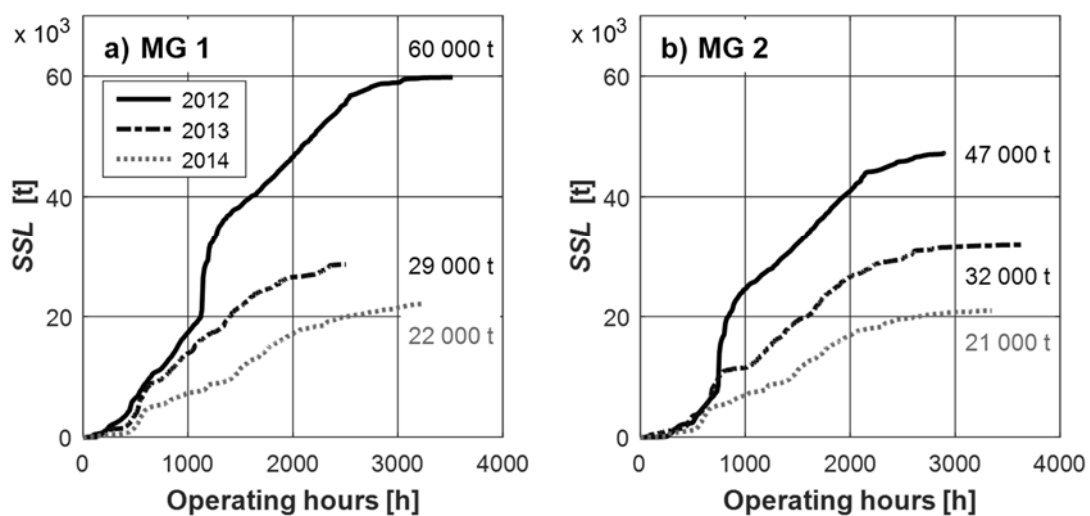 x 10³
a) MG 1
60 000 t
60
2012
2013
2014
40
SSL [t]
29 000 t
20
22 000 t
0
0 1000 2000 3000 4000
Operating hours [h]
x 10³
b) MG 2
60
47 000 t
40
SSL [t]
32 000 t
20
21 000 t
0
0 1000 2000 3000 4000
Operating hours [h]